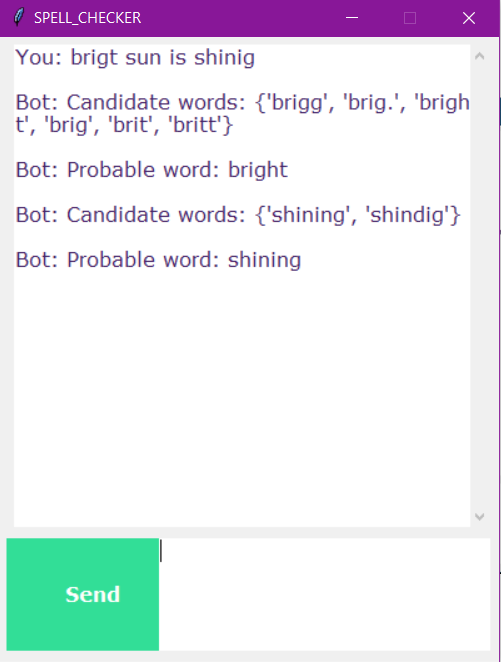 SPELL_CHECKER
You: brigt sun is shinig
Bot: Candidate words: {'brigg', 'brig.', 'brigh
t', 'brig', 'brit', 'britt'}
Bot: Probable word: bright
Bot: Candidate words: {'shining', 'shindig'}
Bot: Probable word: shining
Send